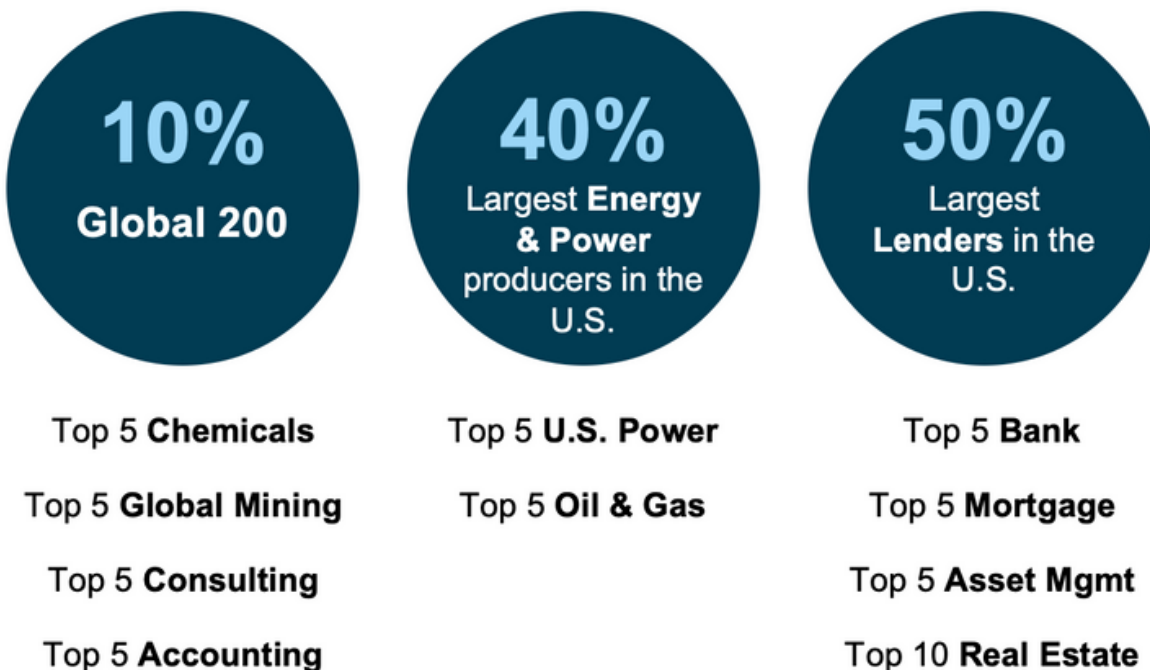 10%
Global 200
40%
Largest Energy
& Power
producers in the
U.S.
50%
Largest
Lenders in the
U.S.
Top 5 Chemicals
Top 5 Global Mining
Top 5 Consulting
Top 5 Accounting
Top 5 U.S. Power
Top 5 Oil & Gas
Top 5 Bank
Top 5 Mortgage
Top 5 Asset Mgmt
Top 10 Real Estate